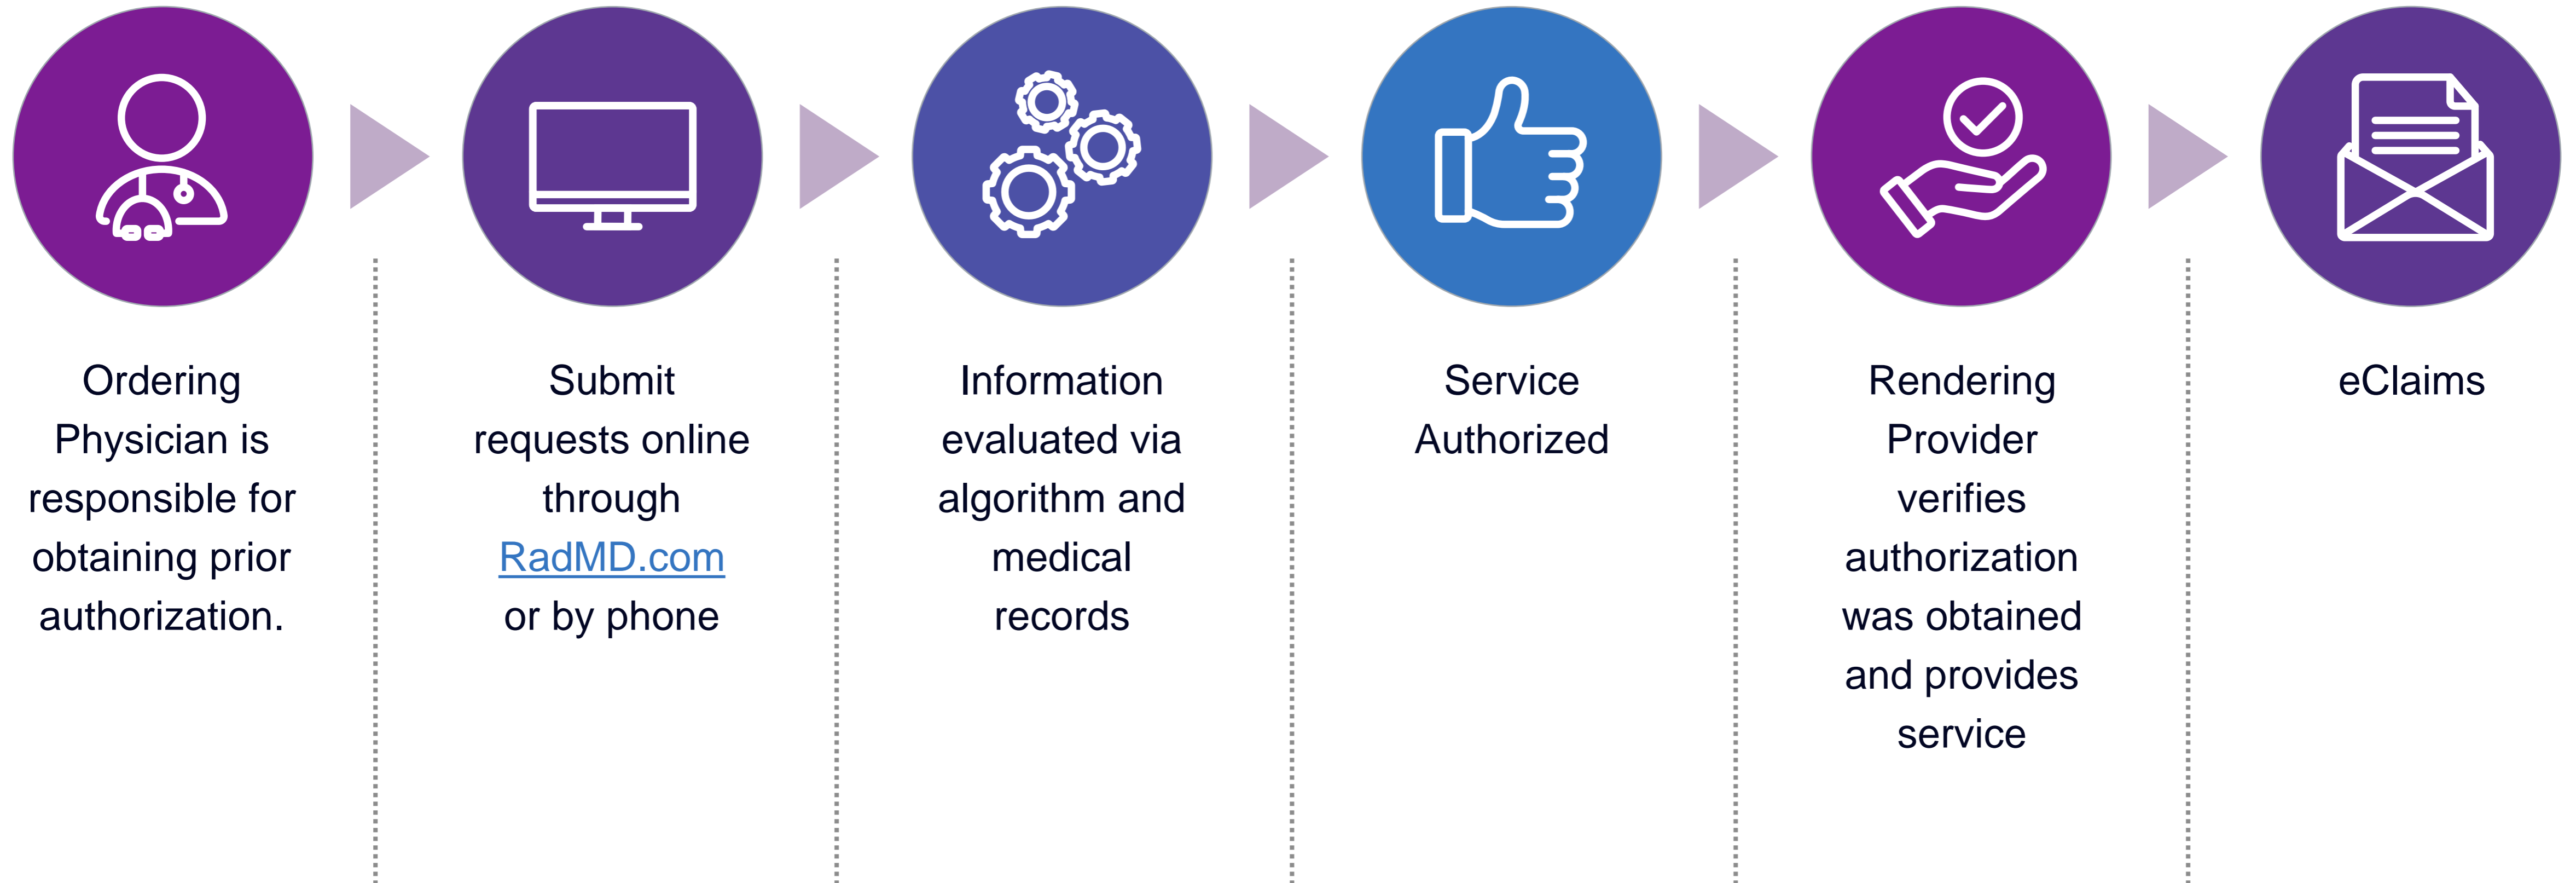 Ordering
Physician is
responsible for
obtaining prior
authorization.
Submit
requests online
through
RadMD.com
or by phone
Information
evaluated via
algorithm and
medical
records
Service
Authorized
Rendering
Provider
verifies
authorization
was obtained
and provides
service
eClaims